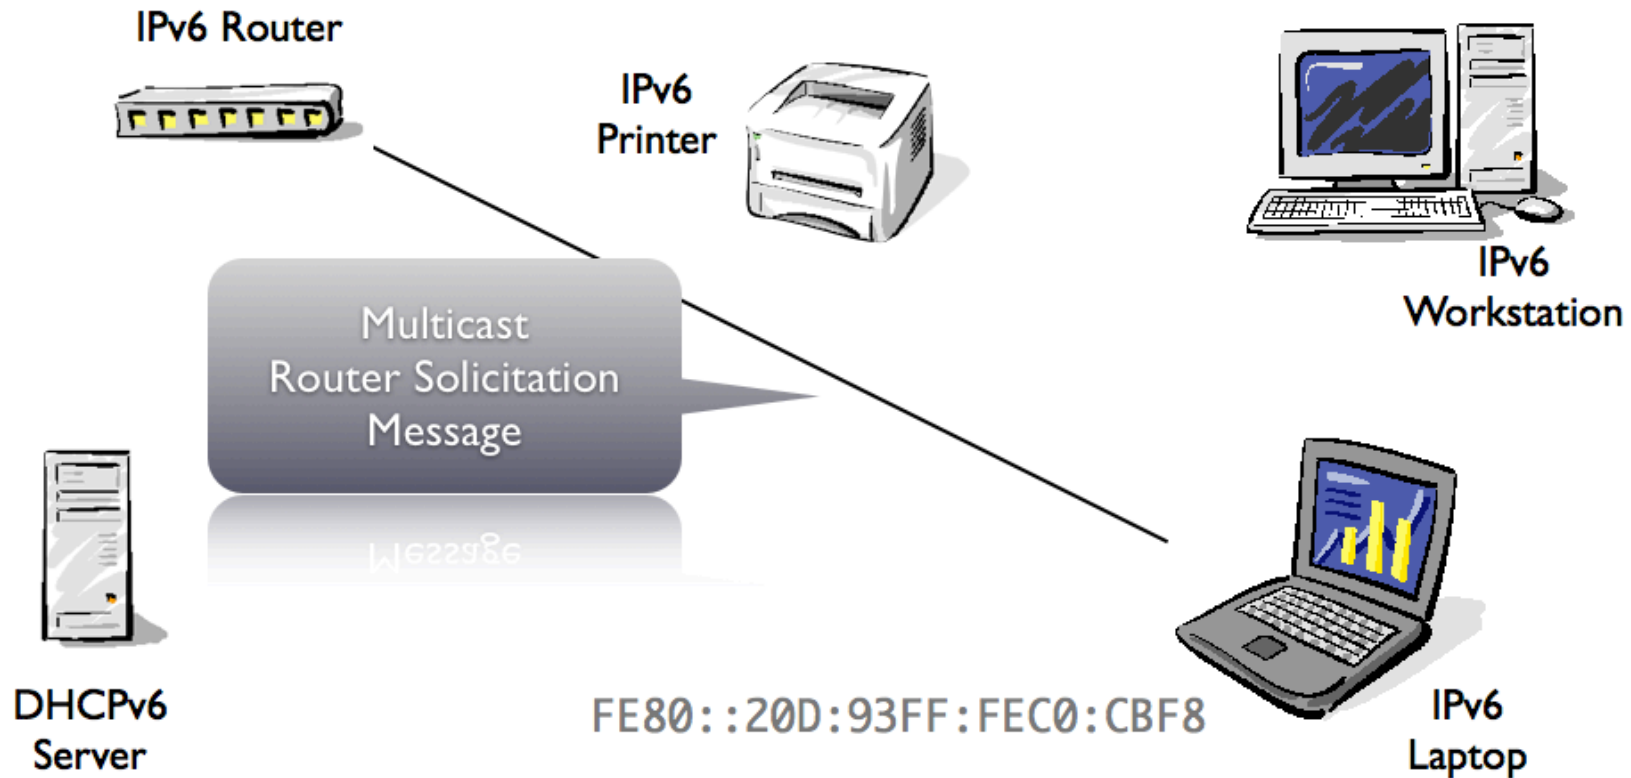 IPv6 Router
IPv6
Printer
IPv6
Workstation
Multicast
Router Solicitation
Message
Message
DHCPv6
Server
FE80::20D:93FF:FEC0:CBF8
IPv6
Laptop